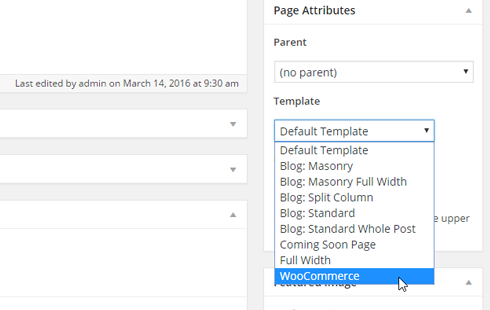 Page Attributes
Parent
(no parent)
Last edited by admin on March 14, 2016 at 9:30 am
Template
Default Template
Default Template
Blog: Masonry
Blog: Masonry Full Width
Blog: Split Column
Blog: Standard
Blog: Standard Whole Post
e upper
Coming Soon Page
Full Width
WooCommerce
Featured Image